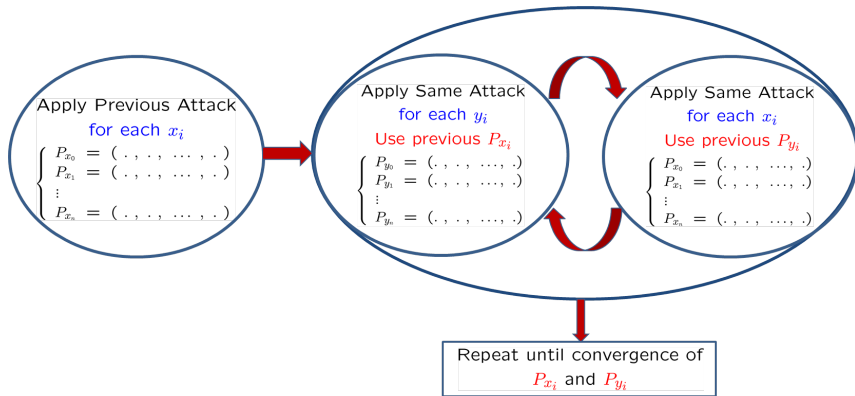 Apply Previous Attack
for each x_i
P_{x_0} = ( . , . , ... , . )
P_{x_1} = ( . , . , ... , . )
⋮
P_{x_n} = ( . , . , ... , . )
Apply Same Attack
for each y_i
Use previous P_{x_i}
P_{y_0} = (. , . , ..., .)
P_{y_1} = (. , . , ..., .)
⋮
P_{y_n} = (. , . , ..., .)
Apply Same Attack
for each x_i
Use previous P_{y_i}
P_{x_0} = (. , . , ..., .)
P_{x_1} = (. , . , ..., .)
⋮
P_{x_n} = (. , . , ..., .)
Repeat until convergence of
P_{x_i} and P_{y_i}